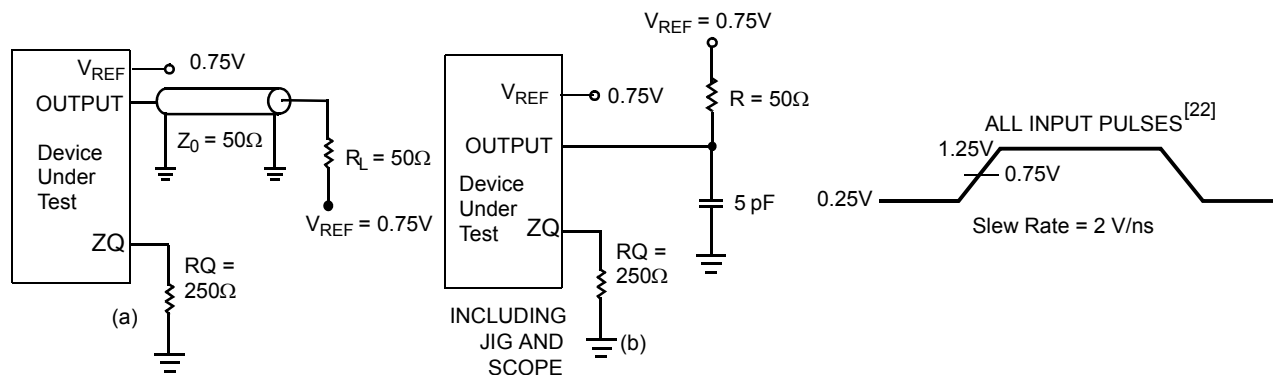 VREF 0.75V
OUTPUT
Z0 = 50Ω
Device
Under
Test
RL = 50Ω
VREF = 0.75V
ZQ
RQ =
250Ω
(a)
VREF = 0.75V
R = 50Ω
VREF 0.75V
OUTPUT
Device
Under
Test
5 pF
ZQ
RQ =
250Ω
INCLUDING
JIG AND
SCOPE
(b)
ALL INPUT PULSES[22]
1.25V
0.75V
0.25V
Slew Rate = 2 V/ns